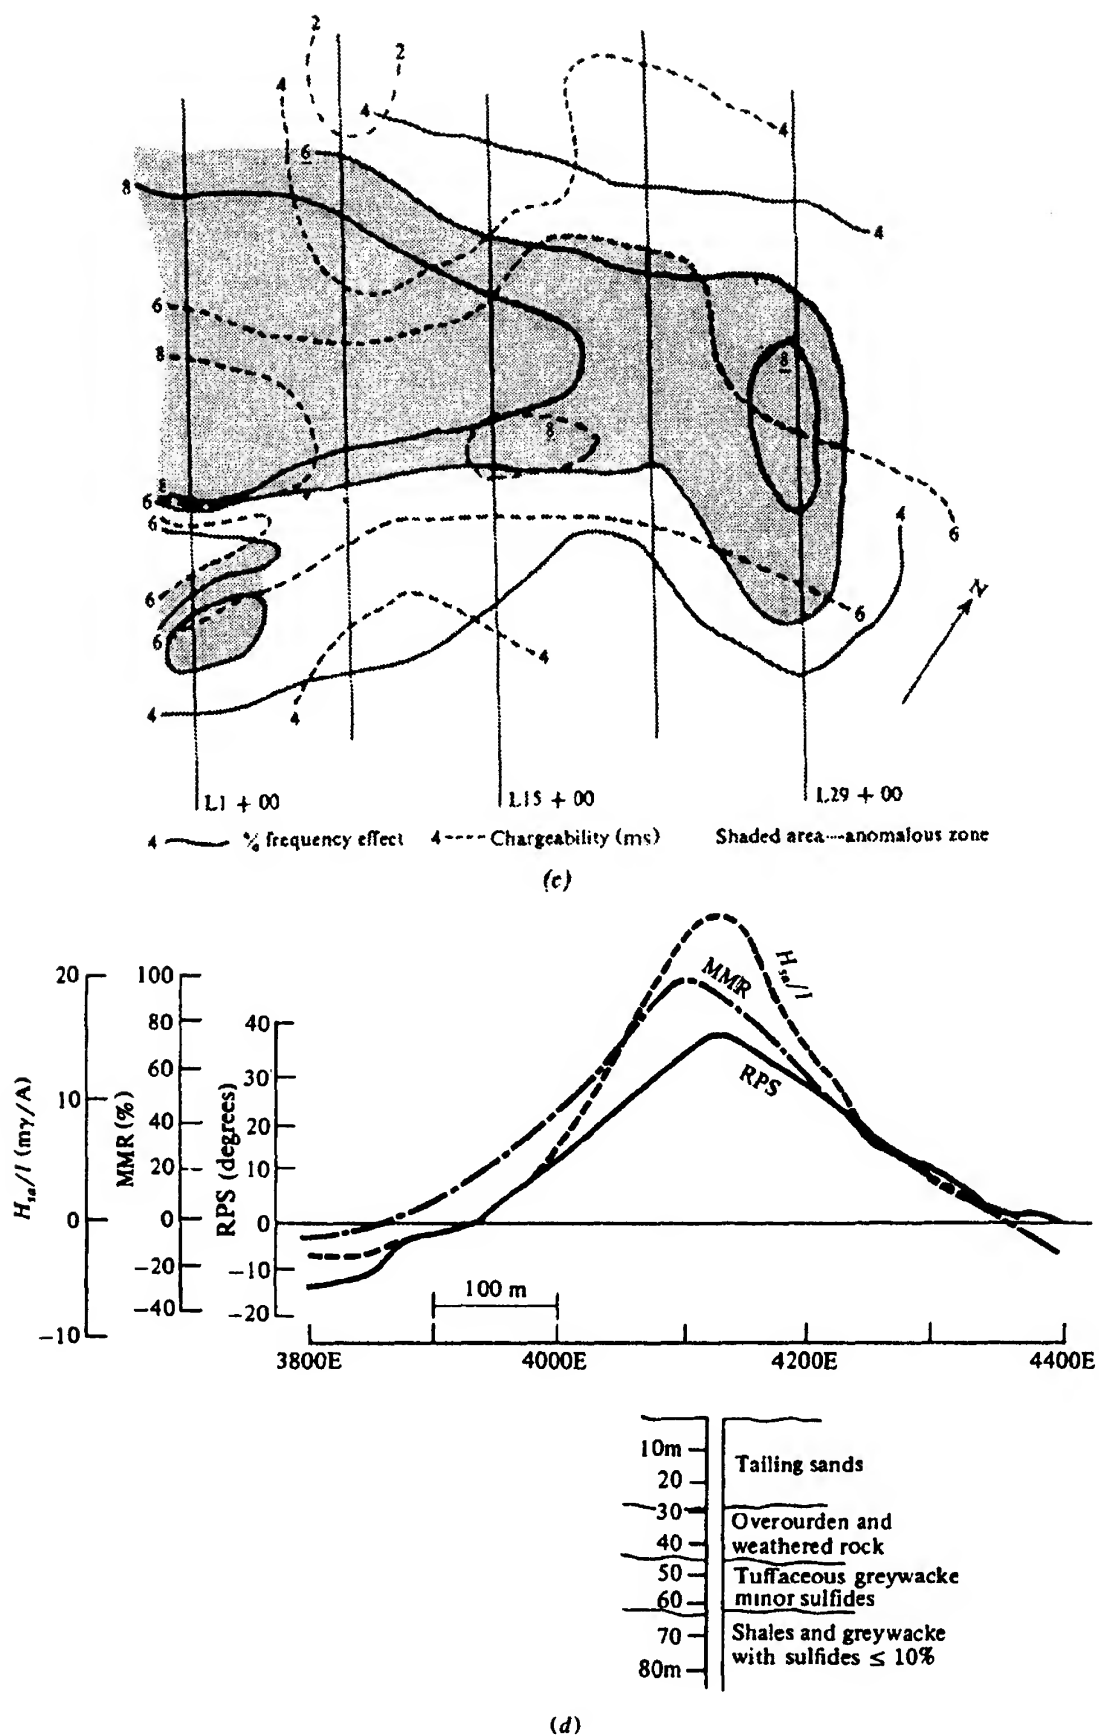 2
2
4
4
4
6
8
4
8
6
8
8
8
6
6
4
6
6
6
6
N
4
4
4
4
L1 + 00
L15 + 00
L29 + 00
4 % frequency effect 4 Chargeability (ms) Shaded area anomalous zone
(c)
20
100
40
H_sa/I
MMR
80
60
30
RPS
H_sa/I (mγ/A)
MMR (%)
RPS (degrees)
10
40
20
20
10
0
0
0
-20
-10
100 m
-40
-20
-10
3800E 4000E 4200E 4400E
10m
Tailing sands
20
30
Overourden and
40
weathered rock
50
Tuffaceous greywacke
60
minor sulfides
70
Shales and greywacke
80m
with sulfides ≤ 10%
(d)